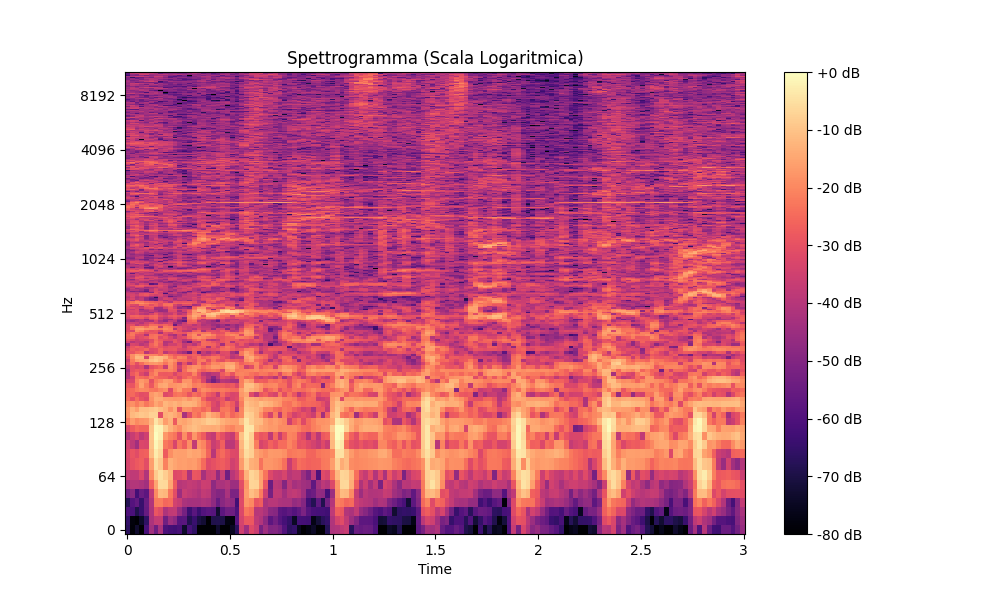 Spettrogramma (Scala Logaritmica)
Hz
8192
4096
2048
1024
512
256
128
64
0
0
0.5
1
1.5
2
2.5
3
Time
+0 dB
-10 dB
-20 dB
-30 dB
-40 dB
-50 dB
-60 dB
-70 dB
-80 dB